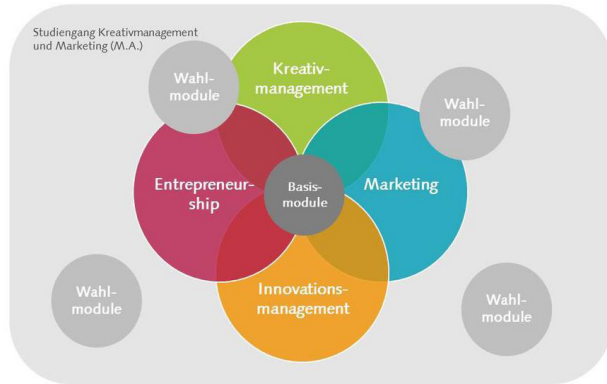 Studiengang Kreativmanagement
und Marketing (M.A.)
Wahl-
module
Kreativ-
management
Wahl-
module
Entrepreneur-
ship
Basis-
module
Marketing
Innovations-
management
Wahl-
module
Wahl-
module